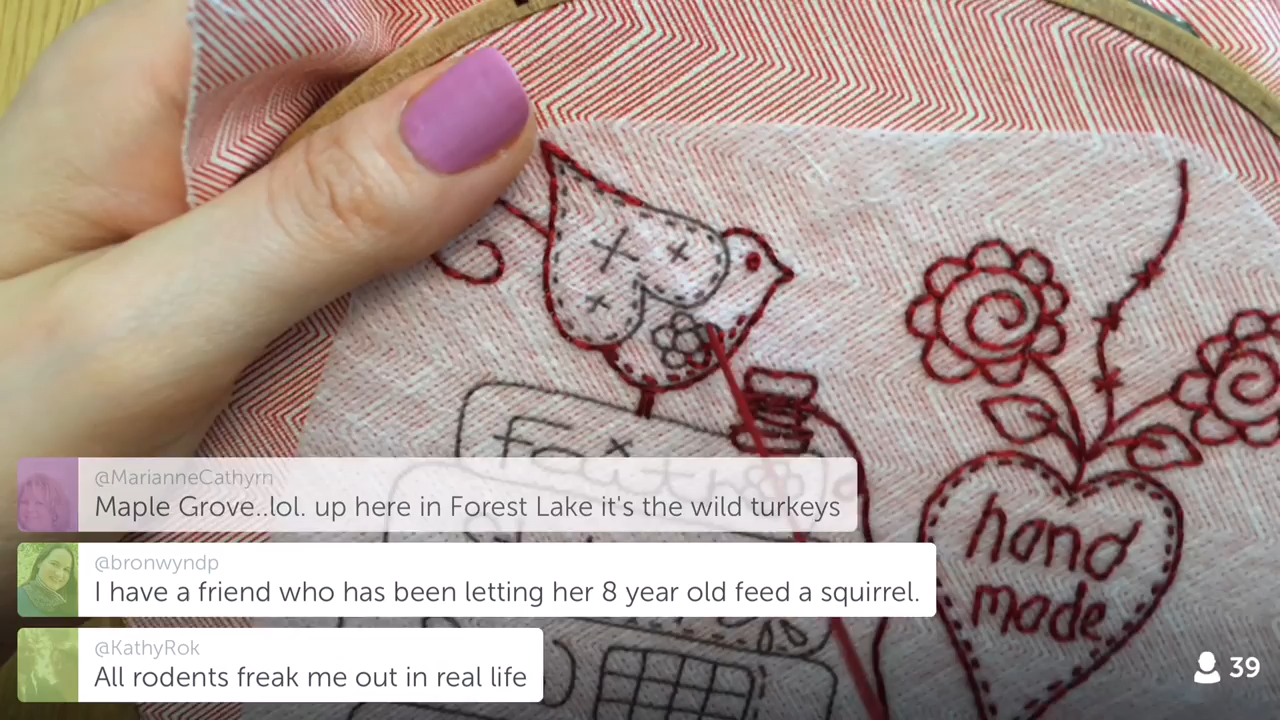 Faith
@MarianneCathyrn
Maple Grove..lol. up here in Forest Lake it's the wild turkeys
hand
made
@bronwyndp
I have a friend who has been letting her 8 year old feed a squirrel.
@KathyRok
All rodents freak me out in real life
39